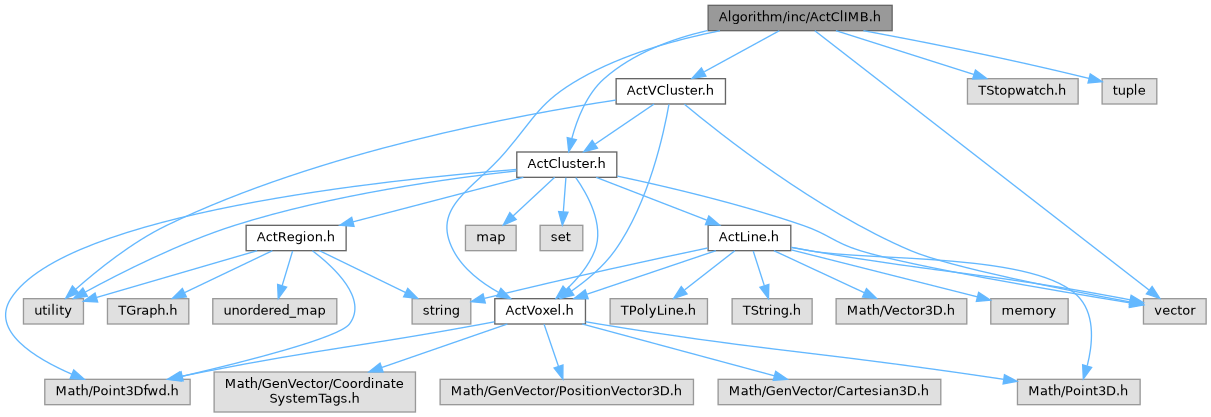 Algorithm/inc/ActClIMB.h
ActVCluster.h
TStopwatch.h
tuple
ActCluster.h
ActRegion.h
map
set
ActLine.h
utility
TGraph.h
unordered_map
string
ActVoxel.h
TPolyLine.h
TString.h
Math/Vector3D.h
memory
vector
Math/Point3Dfwd.h
Math/GenVector/Coordinate
SystemTags.h
Math/GenVector/PositionVector3D.h
Math/GenVector/Cartesian3D.h
Math/Point3D.h